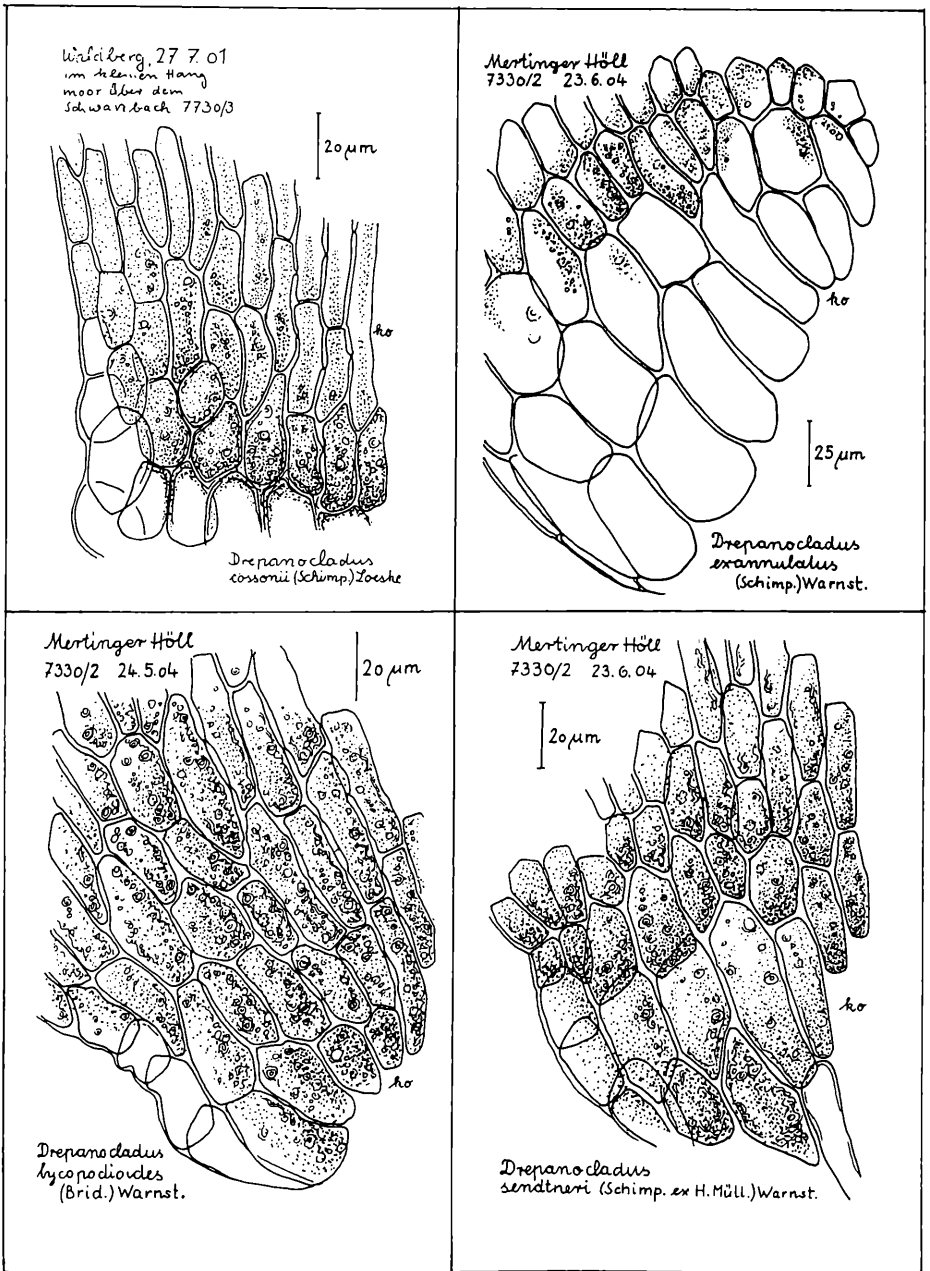 Waldberg, 27 7. 01
im kleinen Hang
moor über dem
Schwarzbach 7730/3
20 µm
ko
Drepanocladus
cossonii (Schimp.) Loeske
Mertinger Höll
7330/2 23.6.04
ko
25 µm
Drepanocladus
exannulatus
(Schimp.) Warnst.
Mertinger Höll
7330/2 24.5.04
20 µm
ko
Drepanocladus
lycopodioides
(Brid.) Warnst.
Mertinger Höll
7330/2 23.6.04
20 µm
ko
Drepanocladus
sendtneri (Schimp. ex H. Müll.) Warnst.